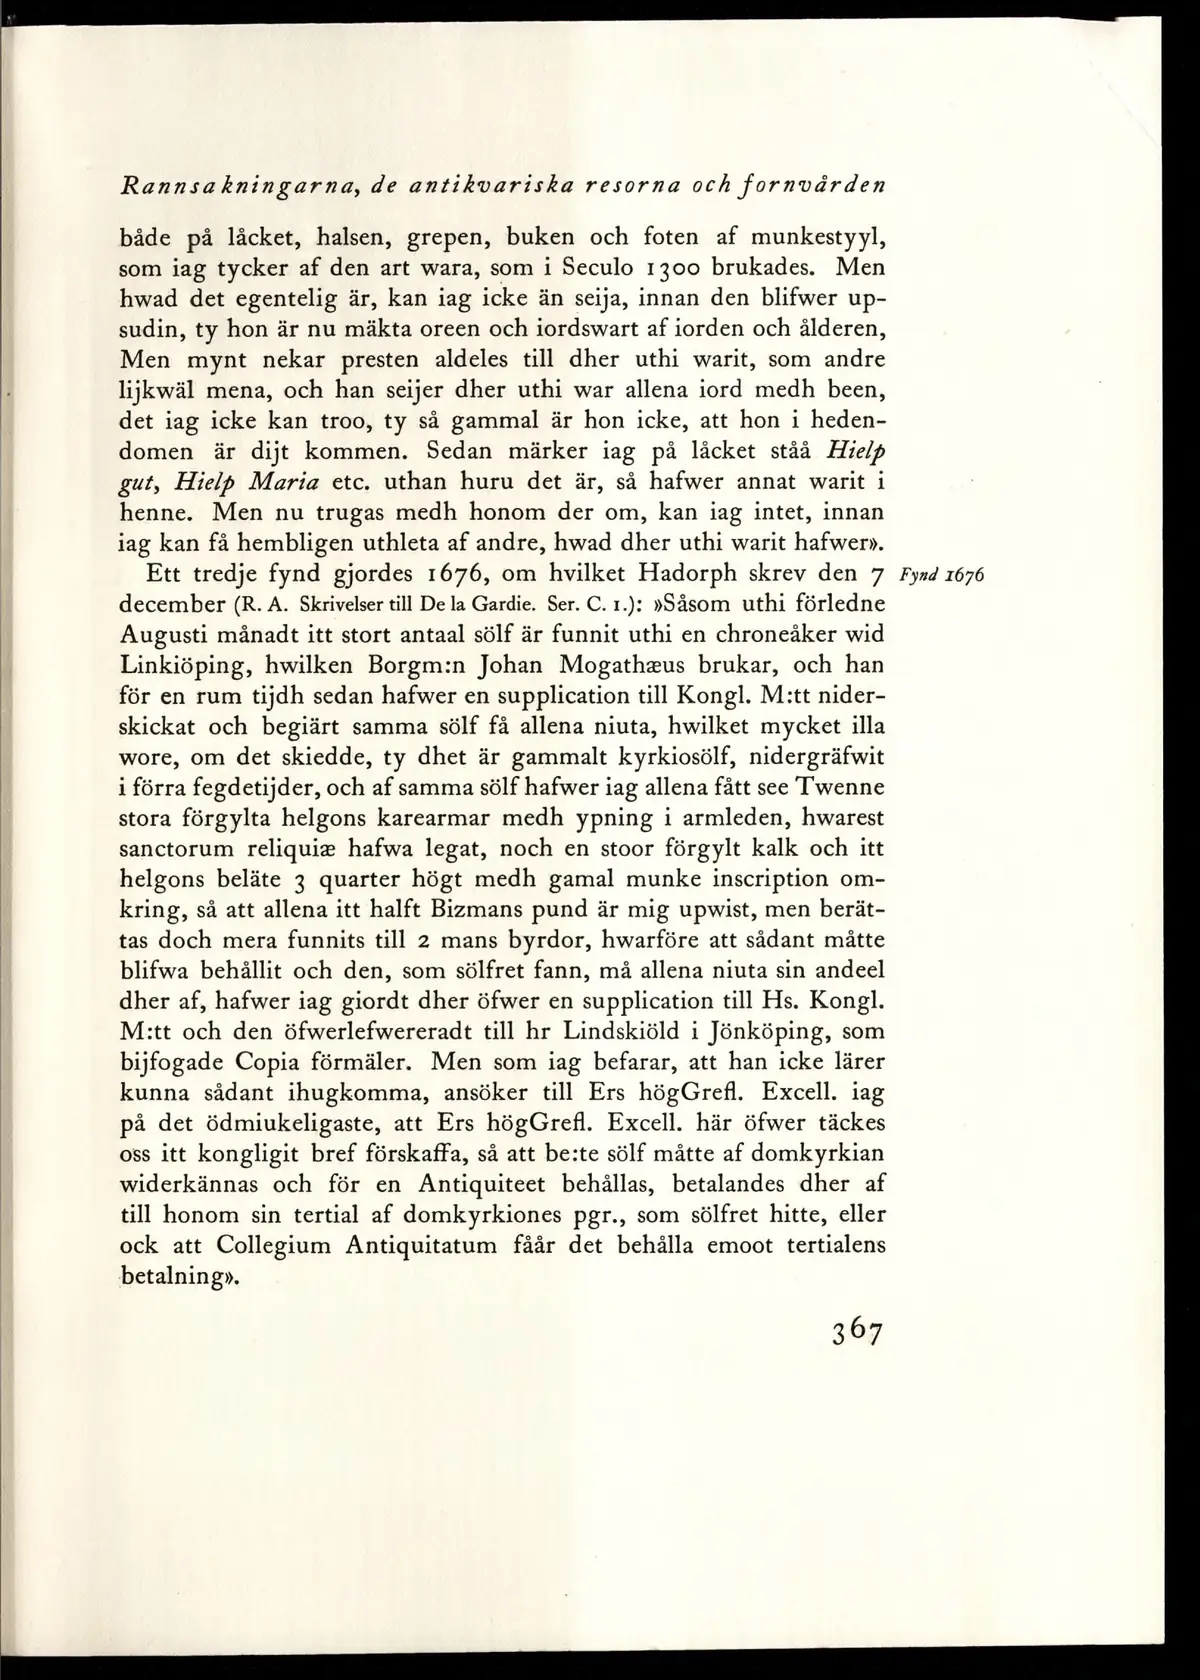 Rannsakningarna, de antikvariska resorna och fornvården
både på låcket, halsen, grepen, buken och foten af munkestyyl,
som iag tycker af den art wara, som i Seculo 1300 brukades. Men
hwad det egentelig är, kan iag icke än seija, innan den blifwer up-
sudin, ty hon är nu mäkta oreen och iordswart af iorden och ålderen,
Men mynt nekar presten aldeles till dher uthi warit, som andre
lijkwäl mena, och han seijer dher uthi war allena iord medh been,
det iag icke kan troo, ty så gammal är hon icke, att hon i heden-
domen är dijt kommen. Sedan märker iag på låcket ståå Hielp
gut, Hielp Maria etc. uthan huru det är, så hafwer annat warit i
henne. Men nu trugas medh honom der om, kan iag intet, innan
iag kan få hembligen uthleta af andre, hwad dher uthi warit hafwer».
Ett tredje fynd gjordes 1676, om hvilket Hadorph skrev den 7 Fynd 1676
december (R. A. Skrivelser till De la Gardie. Ser. C. 1.): »Såsom uthi förledne
Augusti månadt itt stort antaal sölf är funnit uthi en chroneåker wid
Linkiöping, hwilken Borgm:n Johan Mogathæus brukar, och han
för en rum tijdh sedan hafwer en supplication till Kongl. M:tt nider-
skickat och begiärt samma sölf få allena niuta, hwilket mycket illa
wore, om det skiedde, ty dhet är gammalt kyrkiosölf, nidergräfwit
i förra fegdetijder, och af samma sölf hafwer iag allena fått see Twenne
stora förgylta helgons karearmar medh ypning i armleden, hwarest
sanctorum reliquiæ hafwa legat, noch en stoor förgylt kalk och itt
helgons beläte 3 quarter högt medh gamal munke inscription om-
kring, så att allena itt halft Bizmans pund är mig upwist, men berät-
tas doch mera funnits till 2 mans byrdor, hwarföre att sådant måtte
blifwa behållit och den, som sölfret fann, må allena niuta sin andeel
dher af, hafwer iag giordt dher öfwer en supplication till Hs. Kongl.
M:tt och den öfwerlefwereradt till hr Lindskiöld i Jönköping, som
bijfogade Copia förmäler. Men som iag befarar, att han icke lärer
kunna sådant ihugkomma, ansöker till Ers högGrefl. Excell. iag
på det ödmiukeligaste, att Ers högGrefl. Excell. här öfwer täckes
oss itt kongligit bref förskaffa, så att be:te sölf måtte af domkyrkian
widerkännas och för en Antiquiteet behållas, betalandes dher af
till honom sin tertial af domkyrkiones pgr., som sölfret hitte, eller
ock att Collegium Antiquitatum fåår det behålla emoot tertialens
betalning».
367